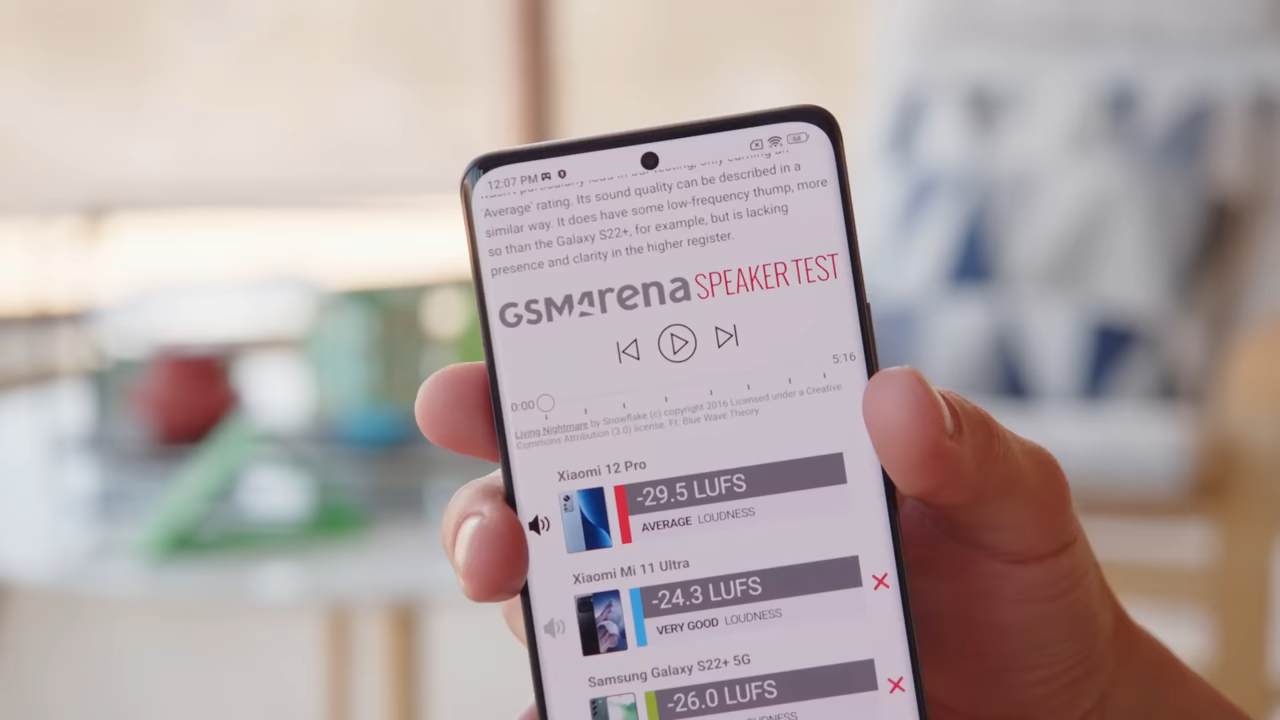 12:07 PM
68
'Average' rating. Its sound quality can be described in a
similar way. It does have some low-frequency thump, more
so than the Galaxy S22+, for example, but is lacking
presence and clarity in the higher register.
GSMArena SPEAKER TEST
5:16
0:00
Living Nightmare by Snowflake (c) copyright 2016 Licensed under a Creative
Commons Attribution (3.0) license. Ft: Blue Wave Theory
Xiaomi 12 Pro
-29.5 LUFS
AVERAGE LOUDNESS
Xiaomi Mi 11 Ultra
-24.3 LUFS
VERY GOOD LOUDNESS
Samsung Galaxy S22+ 5G
-26.0 LUFS
LOUDNESS